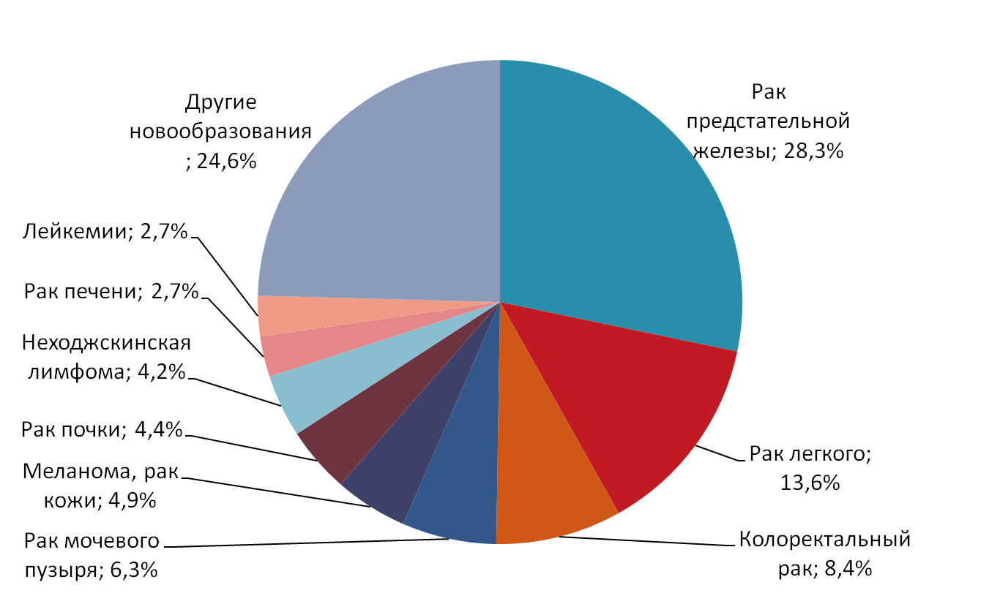 Рак
предстательной
железы; 28,3%
Рак легкого;
13,6%
Колоректальный
рак; 8,4%
Рак мочевого
пузыря; 6,3%
Меланома, рак
кожи; 4,9%
Рак почки; 4,4%
Неходжскинская
лимфома; 4,2%
Рак печени; 2,7%
Лейкемии; 2,7%
Другие
новообразования
; 24,6%